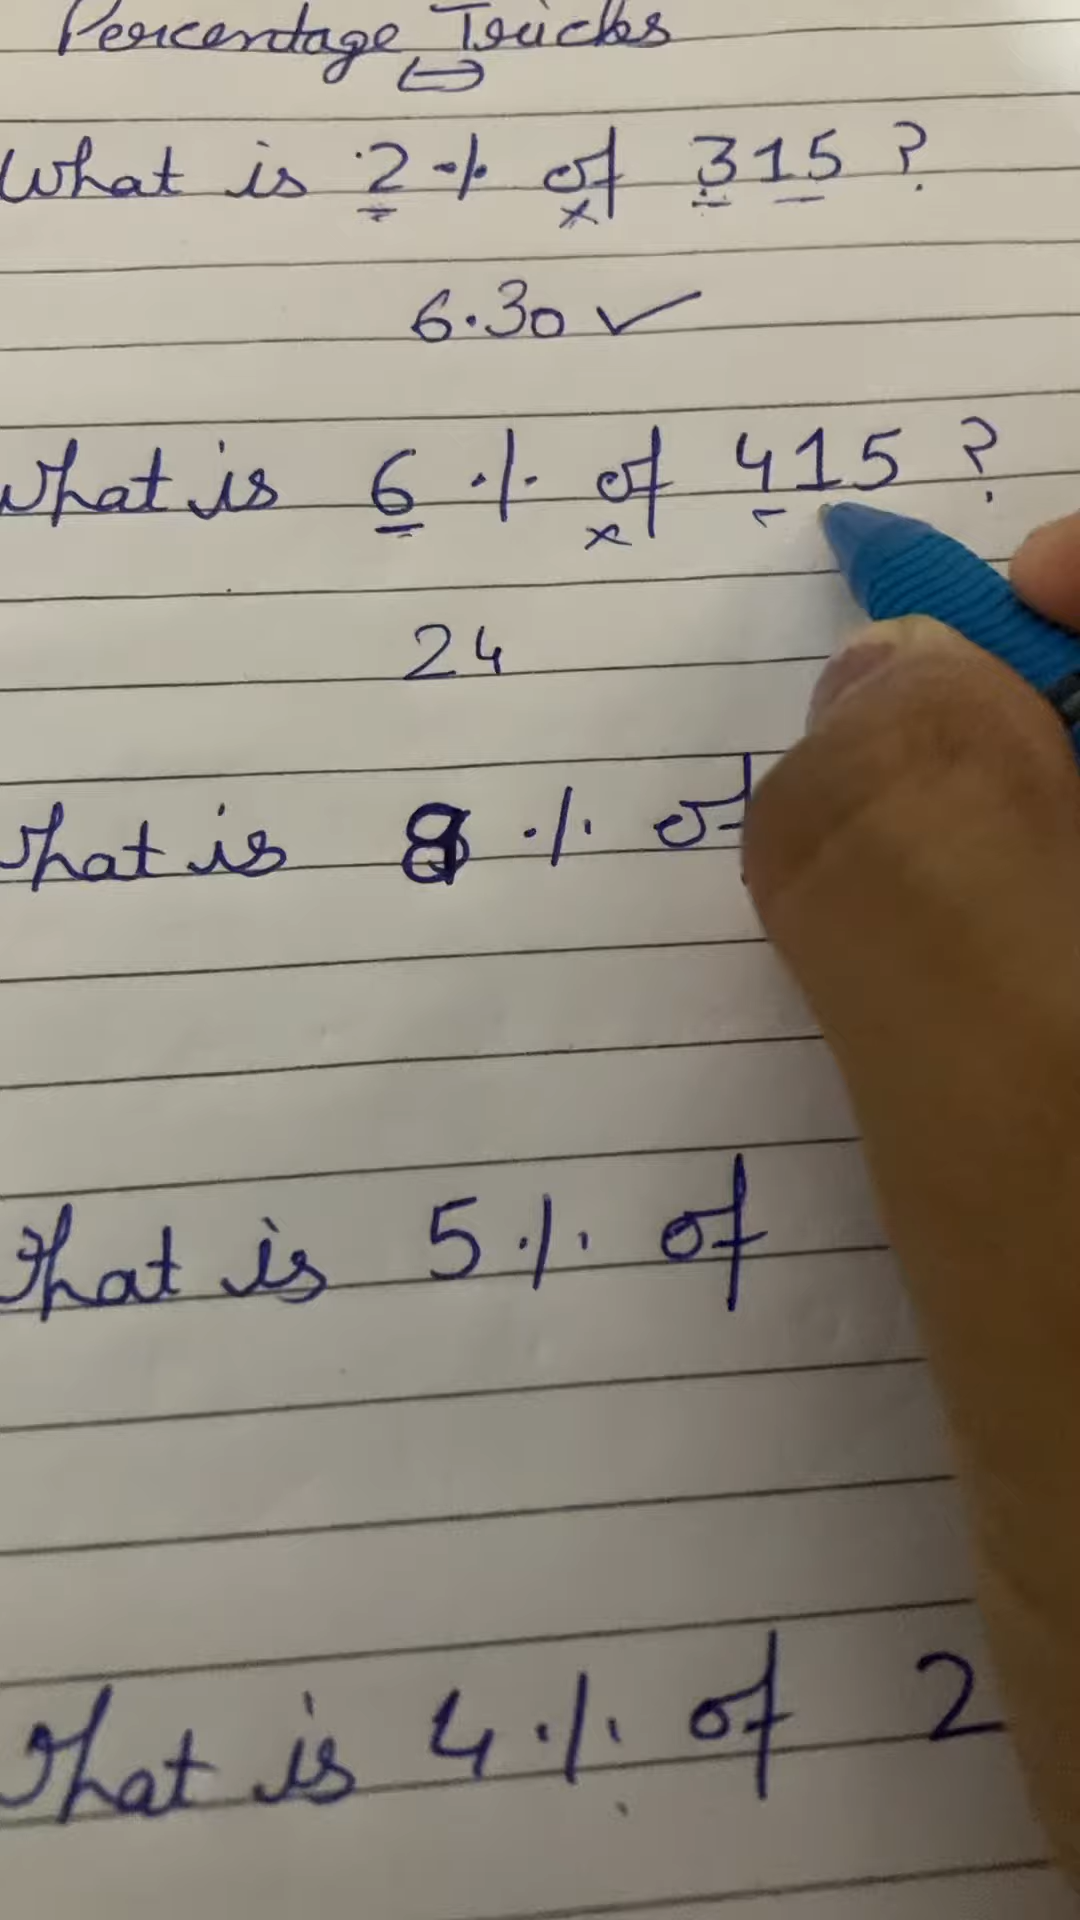 Percentage Tricks
What is 2 % of 315 ?
x
6.30 ✓
What is 6 % of 415 ?
x
24
What is 8 % of
What is 5 % of
What is 4 % of 2